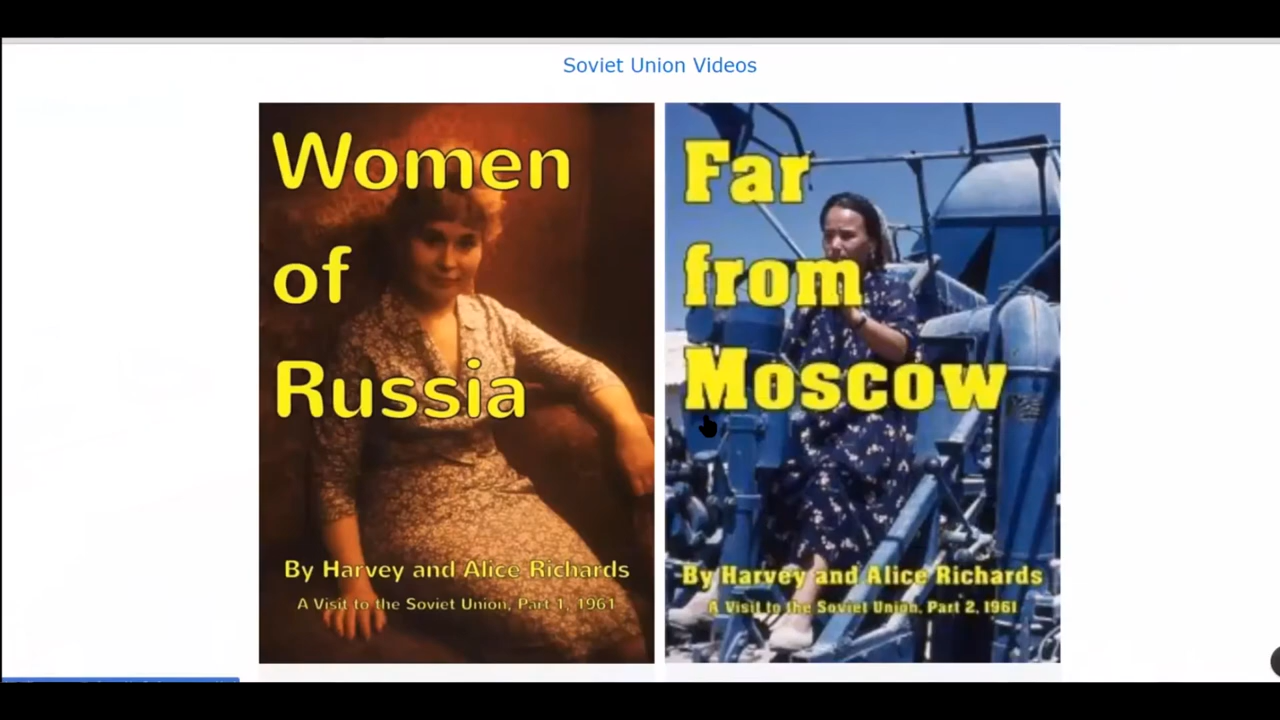 Soviet Union Videos
Women
of
Russia
By Harvey and Alice Richards
A Visit to the Soviet Union, Part 1, 1961
Far
from
Moscow
By Harvey and Alice Richards
A Visit to the Soviet Union, Part 2, 1961